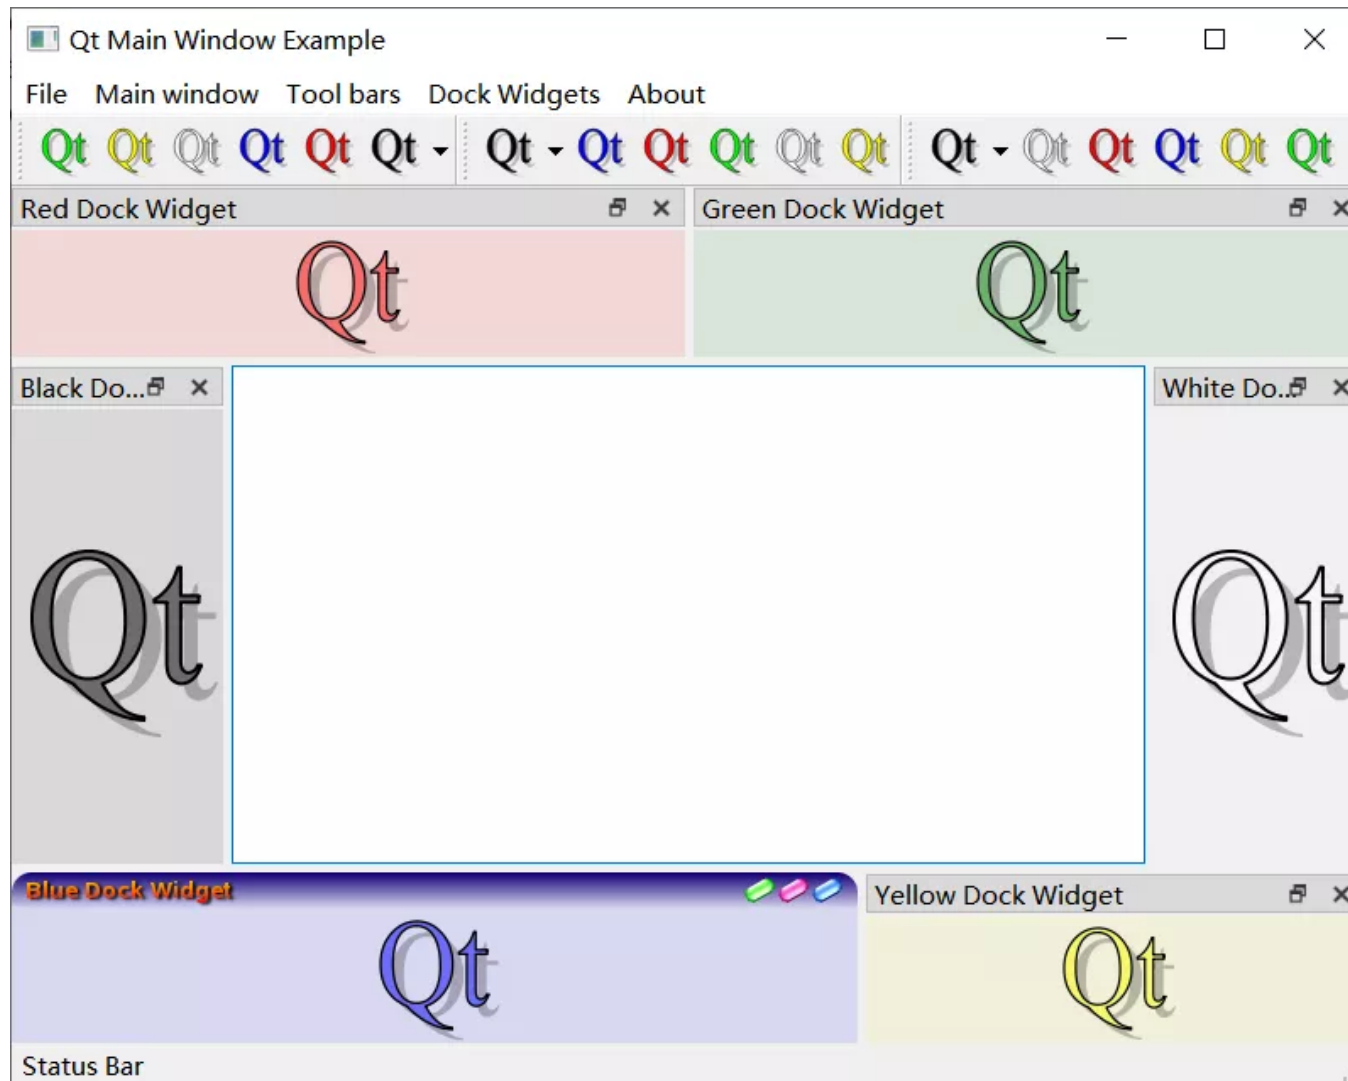 Qt Main Window Example
File Main window Tool bars Dock Widgets About
Qt Qt Qt Qt Qt Qt Qt Qt Qt Qt Qt Qt Qt Qt Qt Qt Qt Qt
Red Dock Widget Green Dock Widget
Qt Qt
Black Do... White Do...
Qt Qt
Blue Dock Widget Yellow Dock Widget
Qt Qt
Status Bar